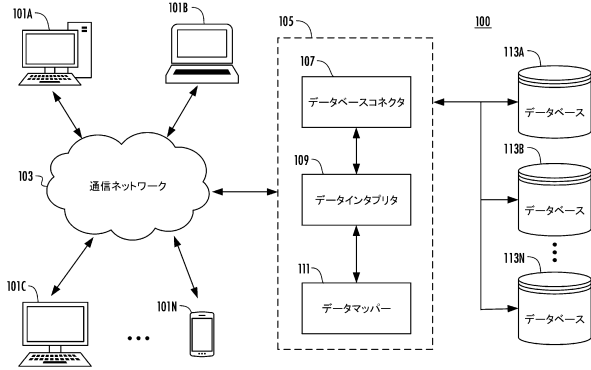 101A
101B
105
100
107
113A
データベースコネクタ
データベース
109
113B
103
通信ネットワーク
データインタプリタ
データベース
101C
101N
111
113N
データマッパー
データベース